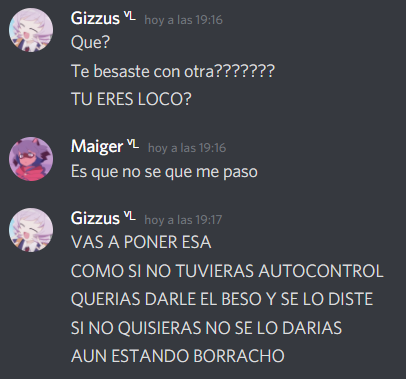 Gizzus VL hoy a las 19:16
Que?
Te besaste con otra???????
TU ERES LOCO?
Maiger VL hoy a las 19:16
Es que no se que me paso
Gizzus VL hoy a las 19:17
VAS A PONER ESA
COMO SI NO TUVIERAS AUTOCONTROL
QUERIAS DARLE EL BESO Y SE LO DISTE
SI NO QUISIERAS NO SE LO DARIAS
AUN ESTANDO BORRACHO